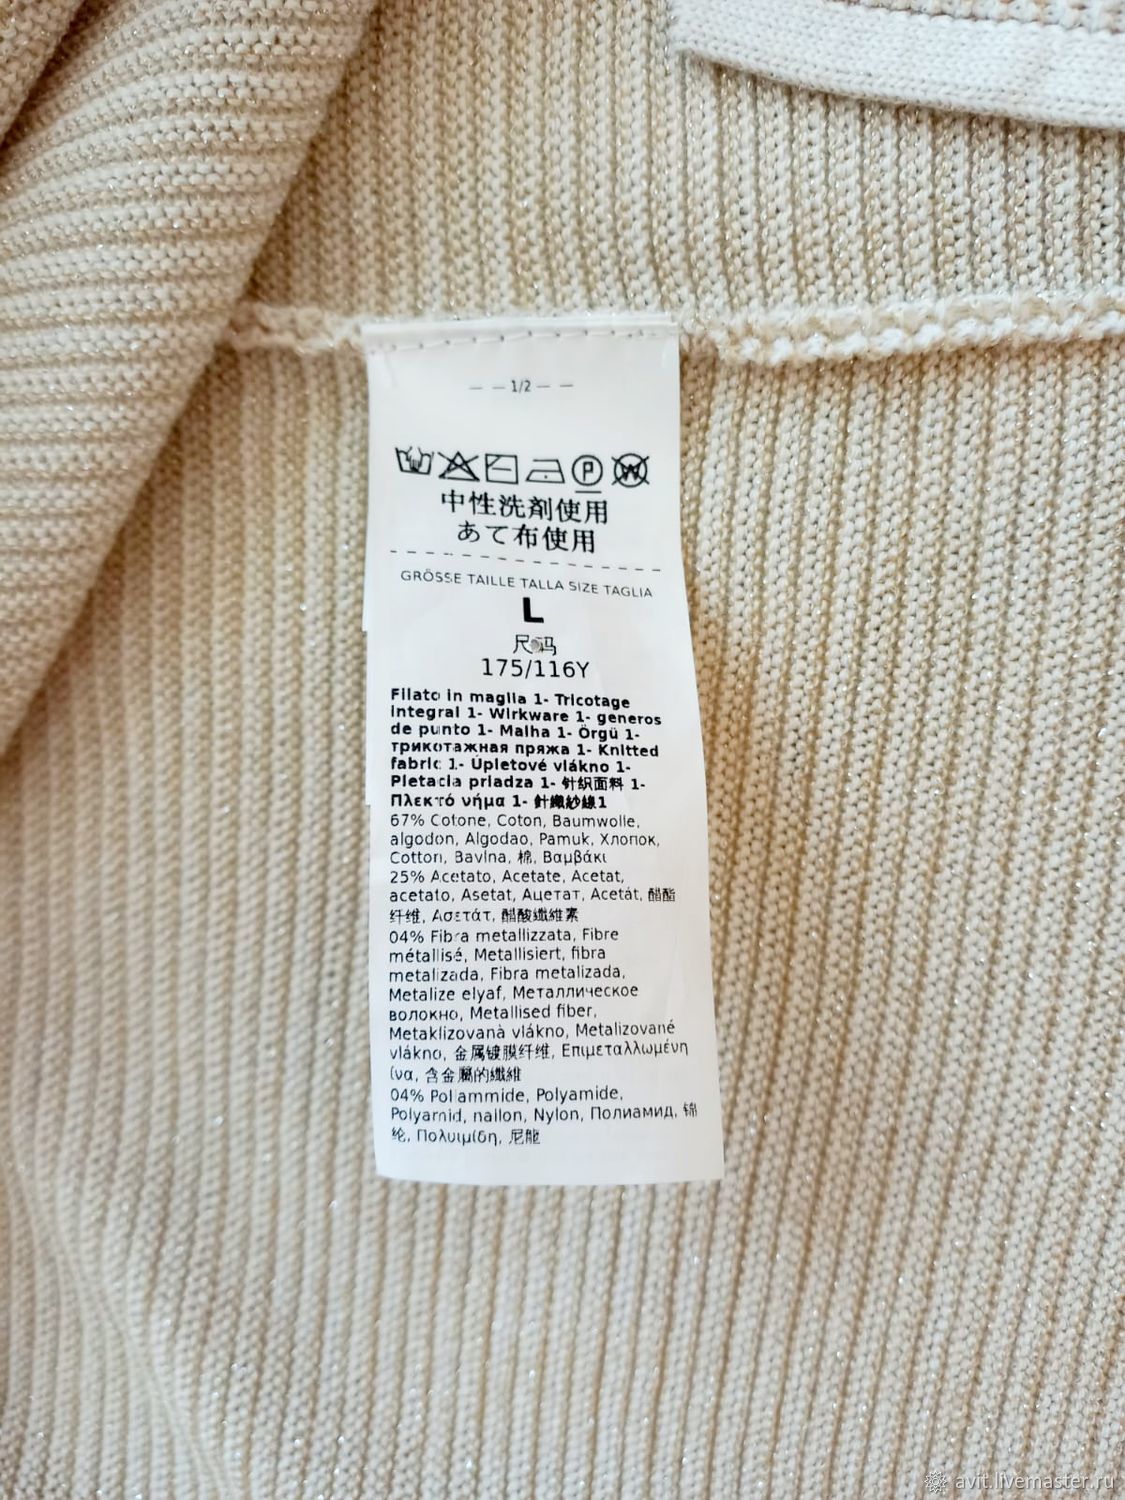 1/2
中性洗剤使用
あて布使用
GRÖSSE TAILLE TALLA SIZE TAGLIA
L
尺码
175/116Y
Filato in maglia 1- Tricotage
integral 1- Wirkware 1- generos
de punto 1- Malha 1- Örgü 1-
трикотажная пряжа 1- Knitted
fabric 1- Úpletové vlákno 1-
Pletacia priadza 1- 针织面料 1-
Πλεκτό νήμα 1- 針織紗線1
67% Cotone, Coton, Baumwolle,
algodon, Algodao, Pamuk, Хлопок,
Cotton, Bavlna, 棉, Βαμβάκι
25% Acetato, Acetate, Acetat,
acetato, Asetat, Ацетат, Acetát, 醋酯
纤维, Ασετάτ, 醋酸纖維素
04% Fibra metallizzata, Fibre
métallisé, Metallisiert, fibra
metalizada, Fibra metalizada,
Metalize elyaf, Металлическое
волокно, Metallised fiber,
Metaklizovanà vlákno, Metalizované
vlákno, 金属镀膜纤维, Επιμεταλλωμένη
ίνα, 含金屬的纖維
04% Poliammide, Polyamide,
Polyamid, nailon, Nylon, Полиамид, 锦
纶, Πολυιμίδη, 尼龍
avit.livemaster.ru